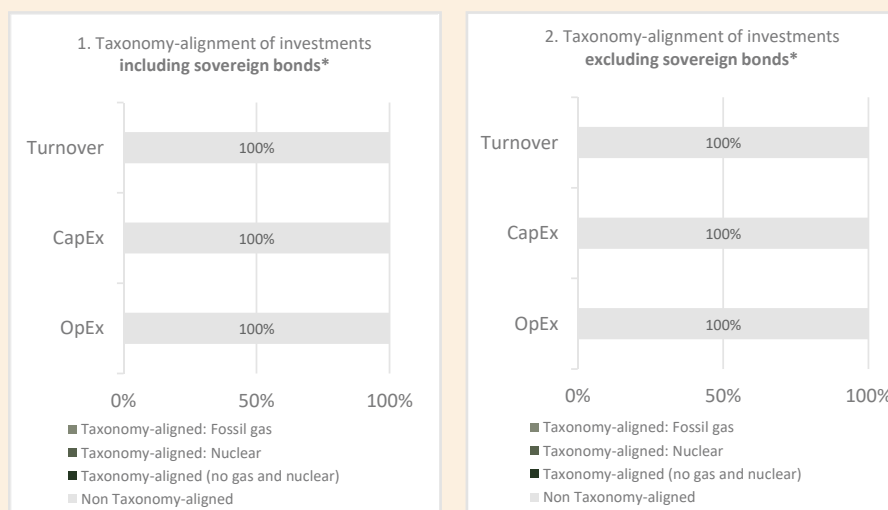 1. Taxonomy-alignment of investments
including sovereign bonds*
Turnover
100%
CapEx
100%
OpEx
100%
0%
50%
100%
Taxonomy-aligned: Fossil gas
Taxonomy-aligned: Nuclear
Taxonomy-aligned (no gas and nuclear)
Non Taxonomy-aligned
2. Taxonomy-alignment of investments
excluding sovereign bonds*
Turnover
100%
CapEx
100%
OpEx
100%
0%
50%
100%
Taxonomy-aligned: Fossil gas
Taxonomy-aligned: Nuclear
Taxonomy-aligned (no gas and nuclear)
Non Taxonomy-aligned